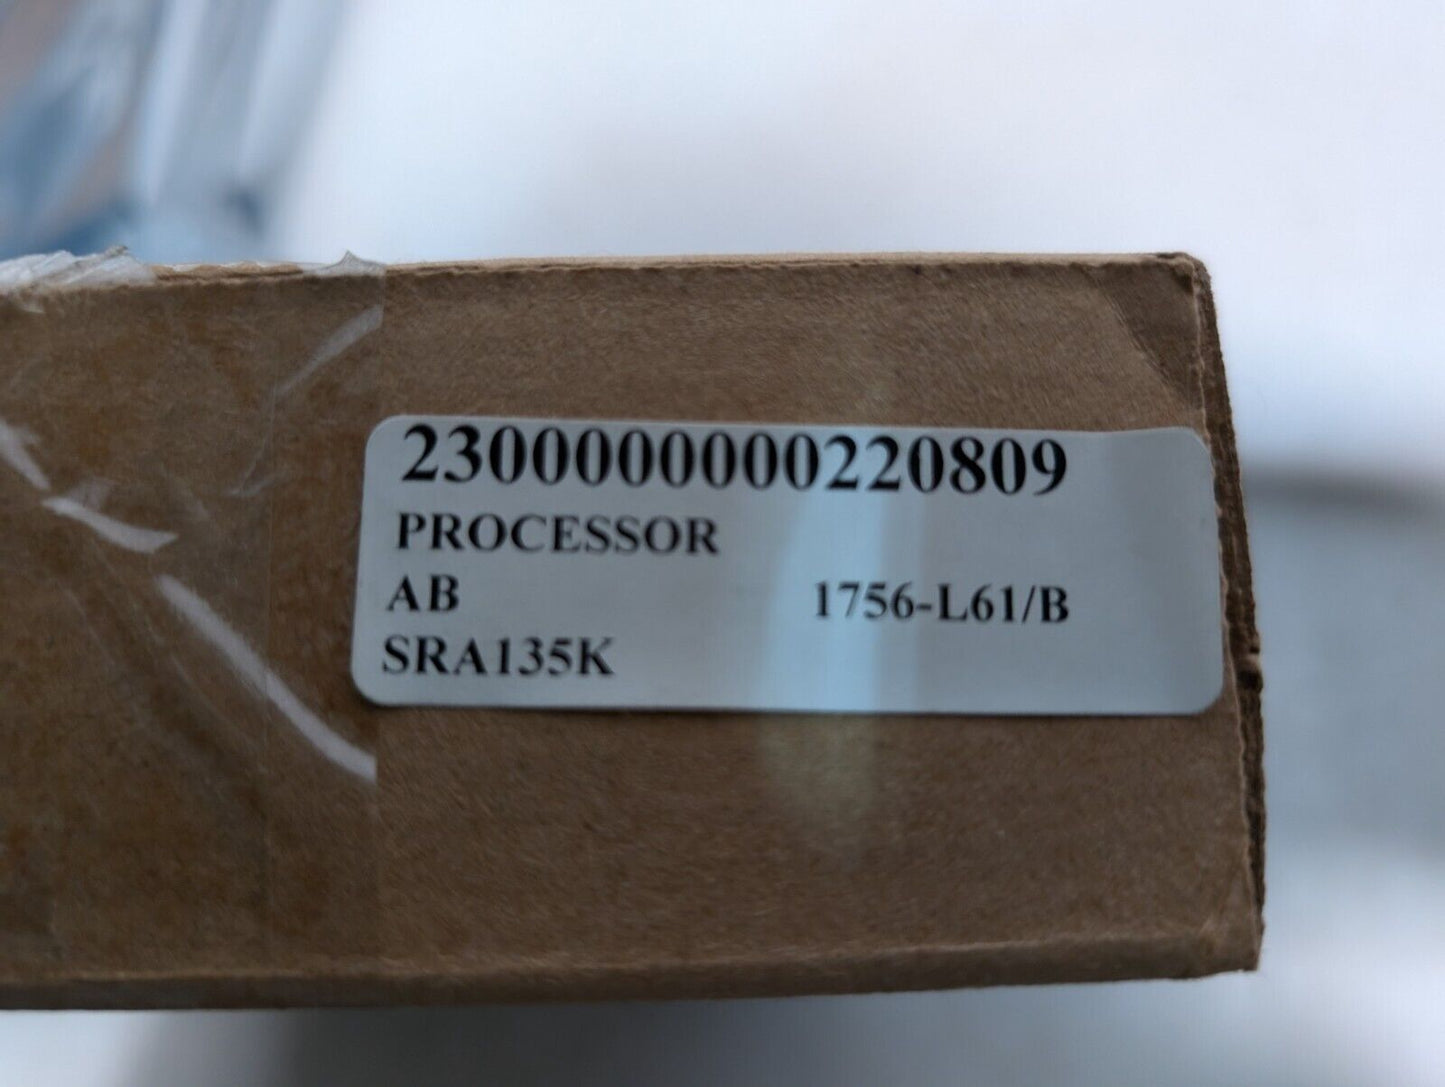 2300000000220809
PROCESSOR
AB 1756-L61/B
SRA135K